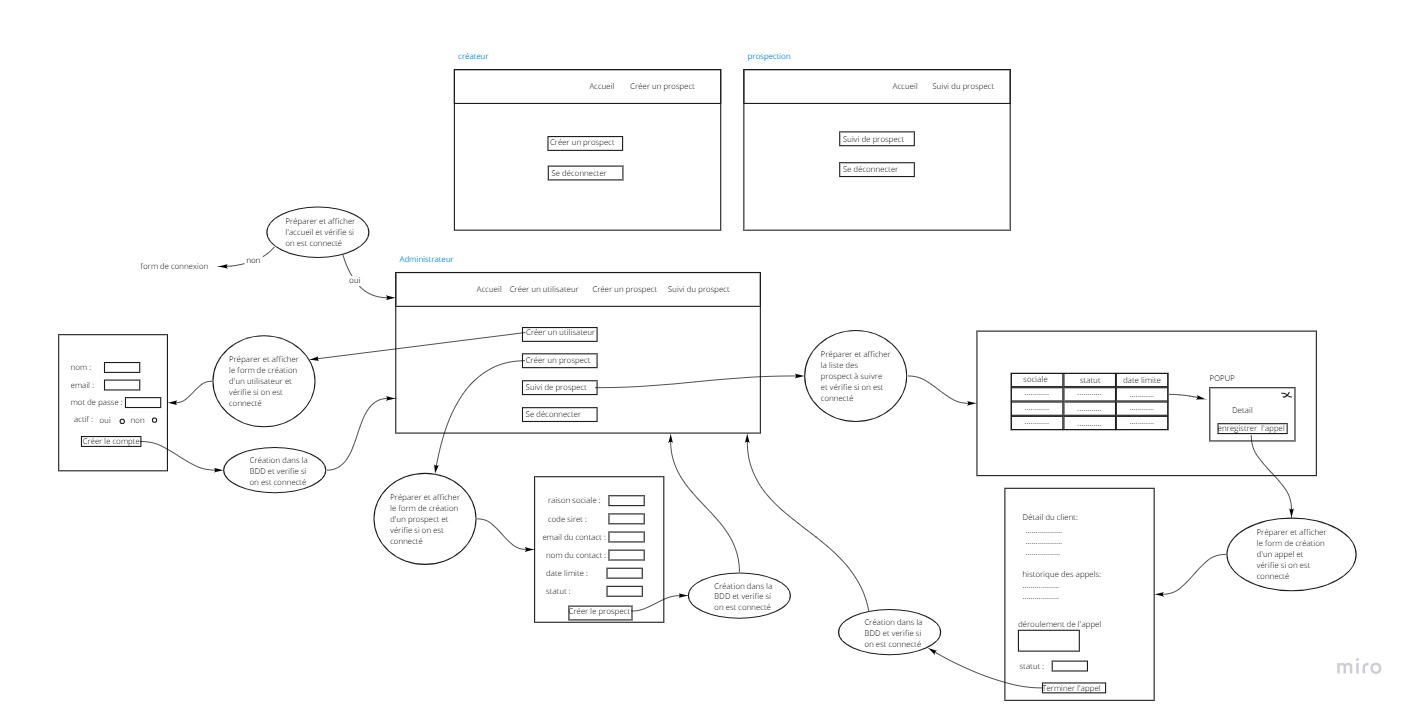 créateur
Accueil Créer un prospect
Créer un prospect
Se déconnecter
prospection
Accueil Suivi du prospect
Suivi de prospect
Se déconnecter
Préparer et afficher
l'accueil et vérifie si
on est connecté
non
form de connexion
oui
Administrateur
Accueil Créer un utilisateur Créer un prospect Suivi du prospect
Créer un utilisateur
Créer un prospect
Suivi de prospect
Se déconnecter
Préparer et afficher
le form de création
d'un utilisateur et
vérifie si on est
connecté
nom :
email :
mot de passe :
actif : oui non
Créer le compte
Création dans la
BDD et verifie si
on est connecté
Préparer et afficher
le form de création
d'un prospect et
vérifie si on est
connecté
raison sociale :
code siret :
email du contact :
nom du contact :
date limite :
statut :
Créer le prospect
Création dans la
BDD et verifie si
on est connecté
Préparer et afficher
la liste des
prospect à suivre
et vérifie si on est
connecté
sociale statut date limite
............ ............ ............
............ ............ ............
............ ............ ............
POPUP
Detail
enregistrer l'appel
Préparer et afficher
le form de création
d'un appel et
vérifie si on est
connecté
Détail du client:
.................
.................
................
historique des appels:
.................
.................
déroulement de l'appel
statut :
Terminer l'appel
Création dans la
BDD et verifie si
on est connecté
miro